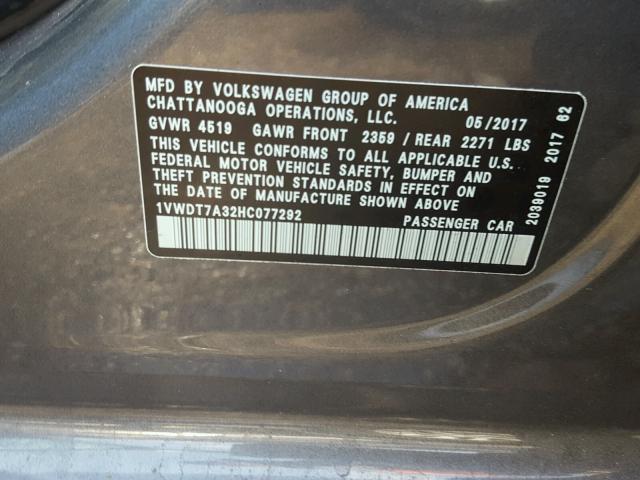 MFD BY VOLKSWAGEN GROUP OF AMERICA
CHATTANOOGA OPERATIONS, LLC. 05/2017
GVWR 4519 GAWR FRONT 2359 / REAR 2271 LBS
THIS VEHICLE CONFORMS TO ALL APPLICABLE U.S.
FEDERAL MOTOR VEHICLE SAFETY, BUMPER AND
THEFT PREVENTION STANDARDS IN EFFECT ON
THE DATE OF MANUFACTURE SHOWN ABOVE
1VWDT7A32HC077292 PASSENGER CAR
2039019 2017 62